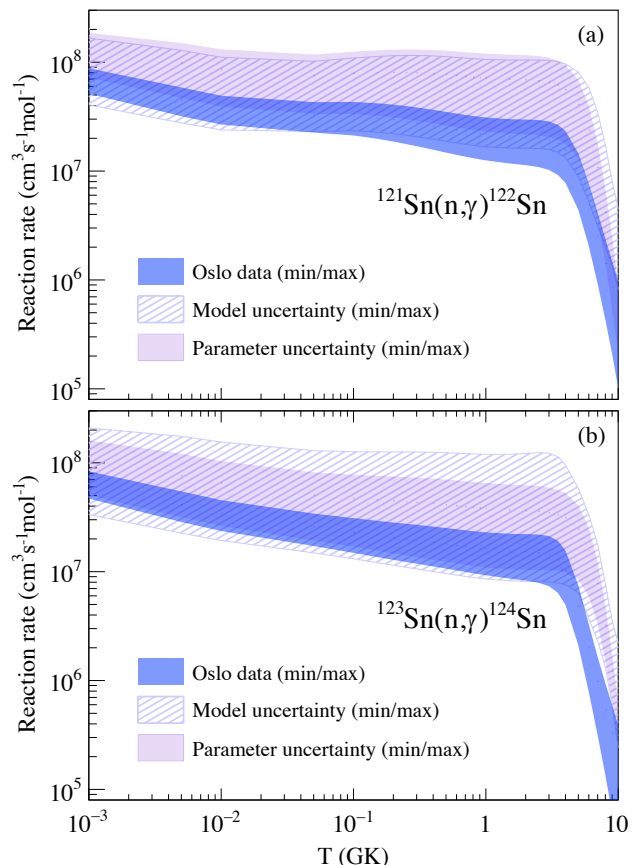 (a)
10⁸
10⁷
10⁶
10⁵
Reaction rate (cm³s⁻¹mol⁻¹)
¹²¹Sn(n,γ)¹²²Sn
Oslo data (min/max)
Model uncertainty (min/max)
Parameter uncertainty (min/max)
(b)
10⁸
10⁷
10⁶
10⁵
Reaction rate (cm³s⁻¹mol⁻¹)
¹²³Sn(n,γ)¹²⁴Sn
Oslo data (min/max)
Model uncertainty (min/max)
Parameter uncertainty (min/max)
10⁻³ 10⁻² 10⁻¹ 1 10
T (GK)